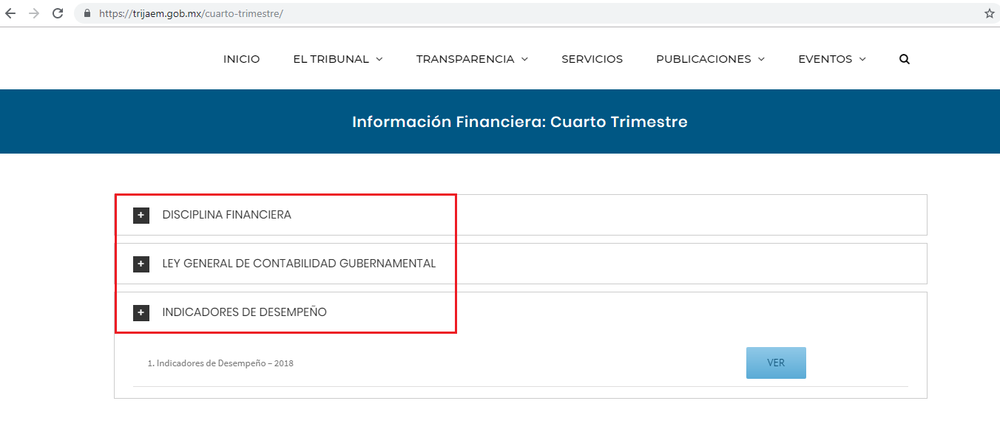 https://trijaem.gob.mx/cuarto-trimestre/
INICIO EL TRIBUNAL TRANSPARENCIA SERVICIOS PUBLICACIONES EVENTOS
Información Financiera: Cuarto Trimestre
+ DISCIPLINA FINANCIERA
+ LEY GENERAL DE CONTABILIDAD GUBERNAMENTAL
+ INDICADORES DE DESEMPEÑO
1. Indicadores de Desempeño – 2018 VER